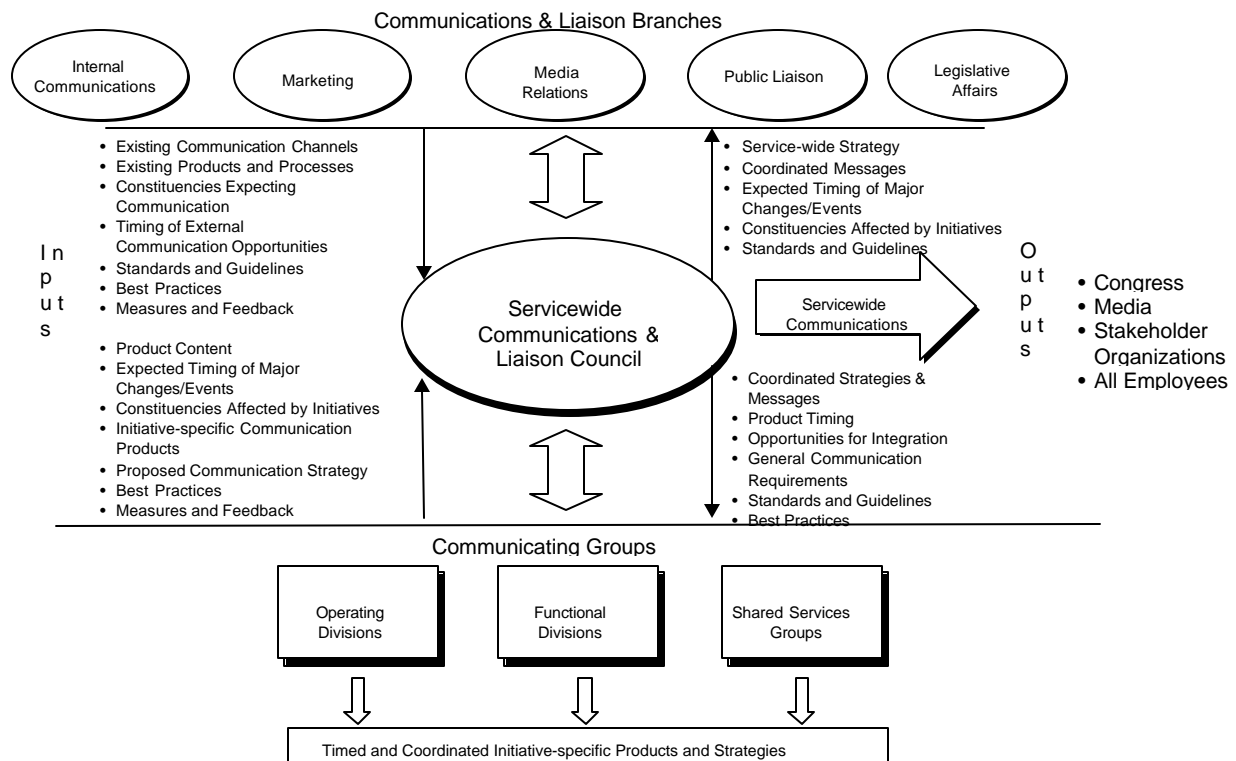 Communications & Liaison Branches
Internal
Communications
Marketing
Media
Relations
Public Liaison
Legislative
Affairs
• Existing Communication Channels
• Existing Products and Processes
• Constituencies Expecting
Communication
• Timing of External
Communication Opportunities
• Standards and Guidelines
• Best Practices
• Measures and Feedback
• Service-wide Strategy
• Coordinated Messages
• Expected Timing of Major
Changes/Events
• Constituencies Affected by Initiatives
• Standards and Guidelines
In
p
ut
s
Servicewide
Communications &
Liaison Council
Servicewide
Communications
O
ut
p
ut
s
• Congress
• Media
• Stakeholder
Organizations
• All Employees
• Product Content
• Expected Timing of Major
Changes/Events
• Constituencies Affected by Initiatives
• Initiative-specific Communication
Products
• Proposed Communication Strategy
• Best Practices
• Measures and Feedback
• Coordinated Strategies &
Messages
• Product Timing
• Opportunities for Integration
• General Communication
Requirements
• Standards and Guidelines
• Best Practices
Communicating Groups
Operating
Divisions
Functional
Divisions
Shared Services
Groups
Timed and Coordinated Initiative-specific Products and Strategies